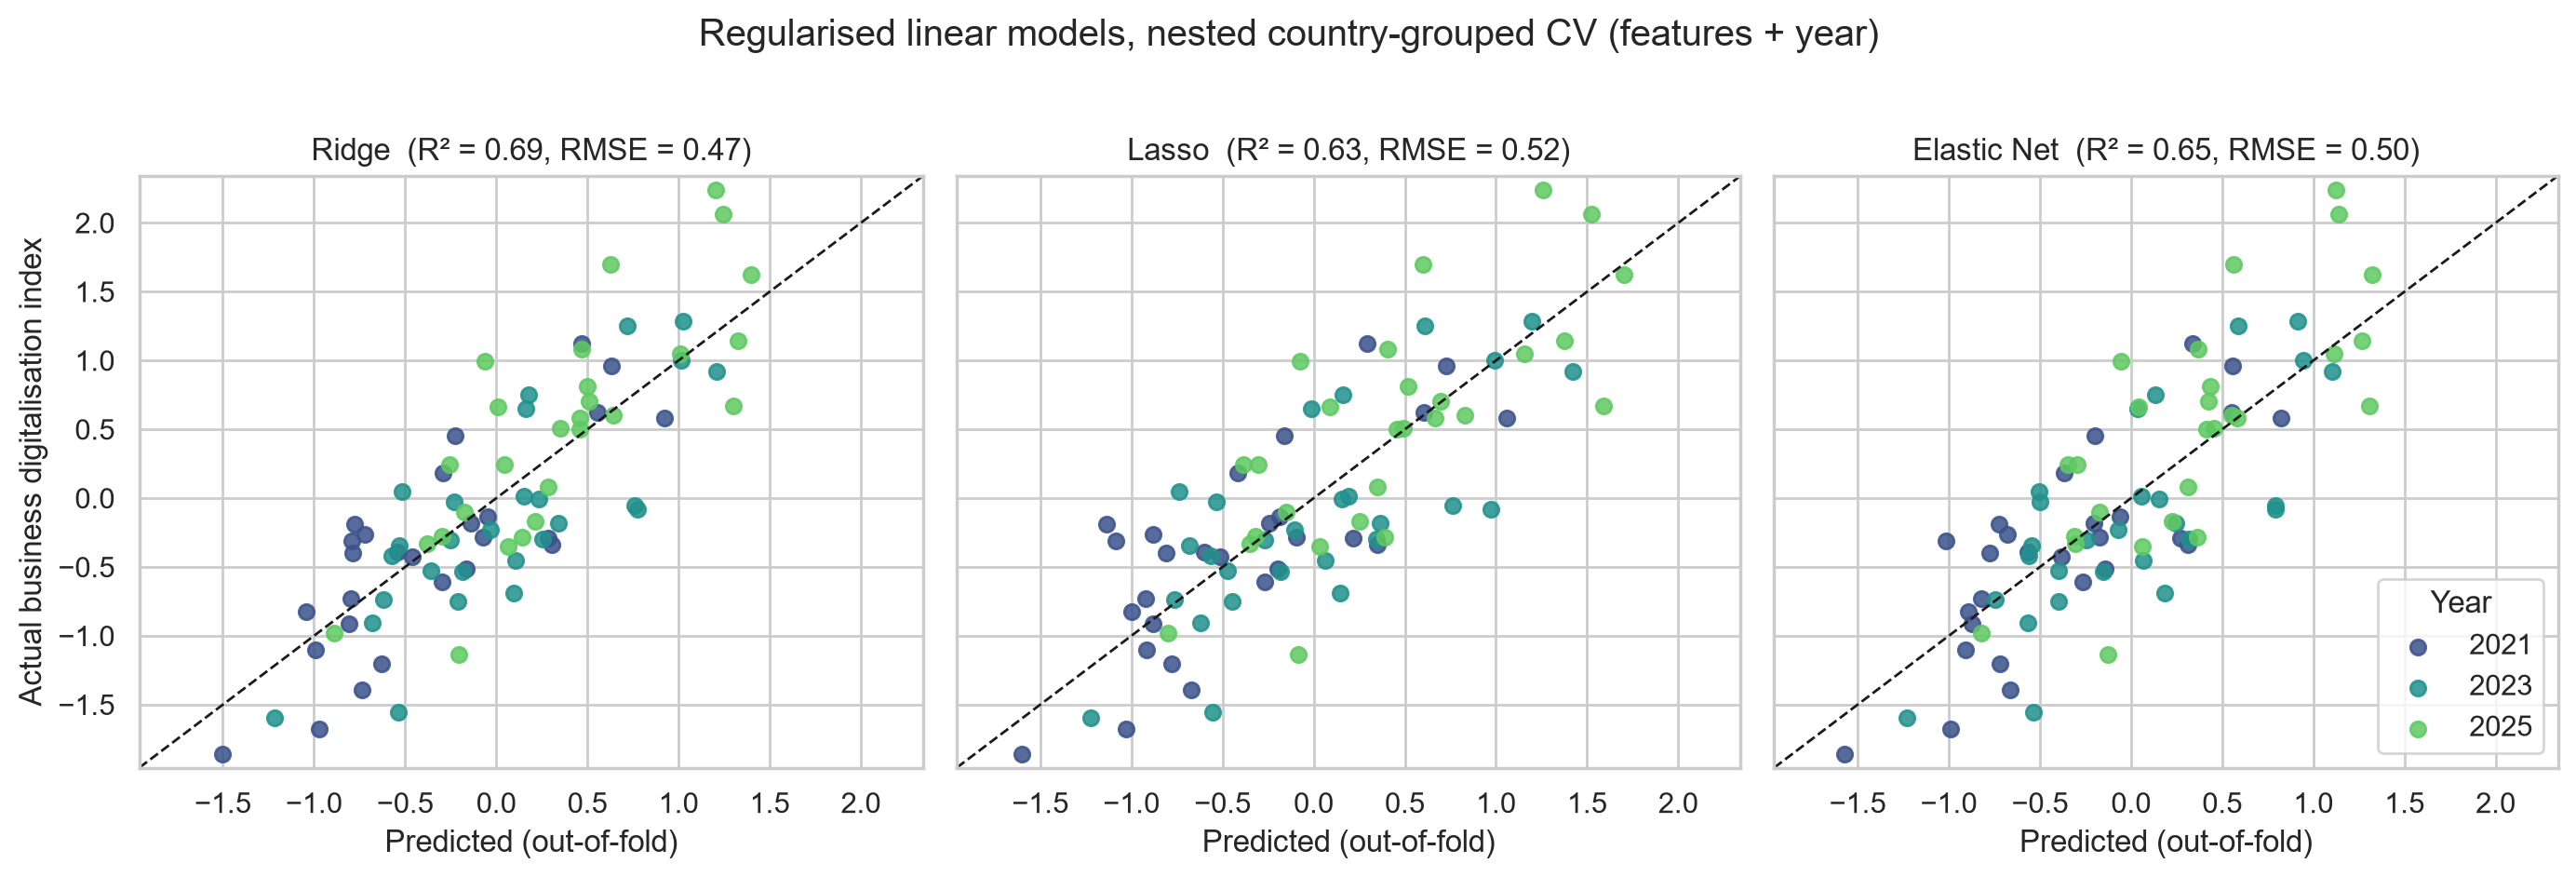 Regularised linear models, nested country-grouped CV (features + year)
Ridge (R² = 0.69, RMSE = 0.47)
Lasso (R² = 0.63, RMSE = 0.52)
Elastic Net (R² = 0.65, RMSE = 0.50)
Actual business digitalisation index
2.0
1.5
1.0
0.5
0.0
−0.5
−1.0
−1.5
Year
2021
2023
2025
−1.5 −1.0 −0.5 0.0 0.5 1.0 1.5 2.0
−1.5 −1.0 −0.5 0.0 0.5 1.0 1.5 2.0
−1.5 −1.0 −0.5 0.0 0.5 1.0 1.5 2.0
Predicted (out-of-fold)
Predicted (out-of-fold)
Predicted (out-of-fold)